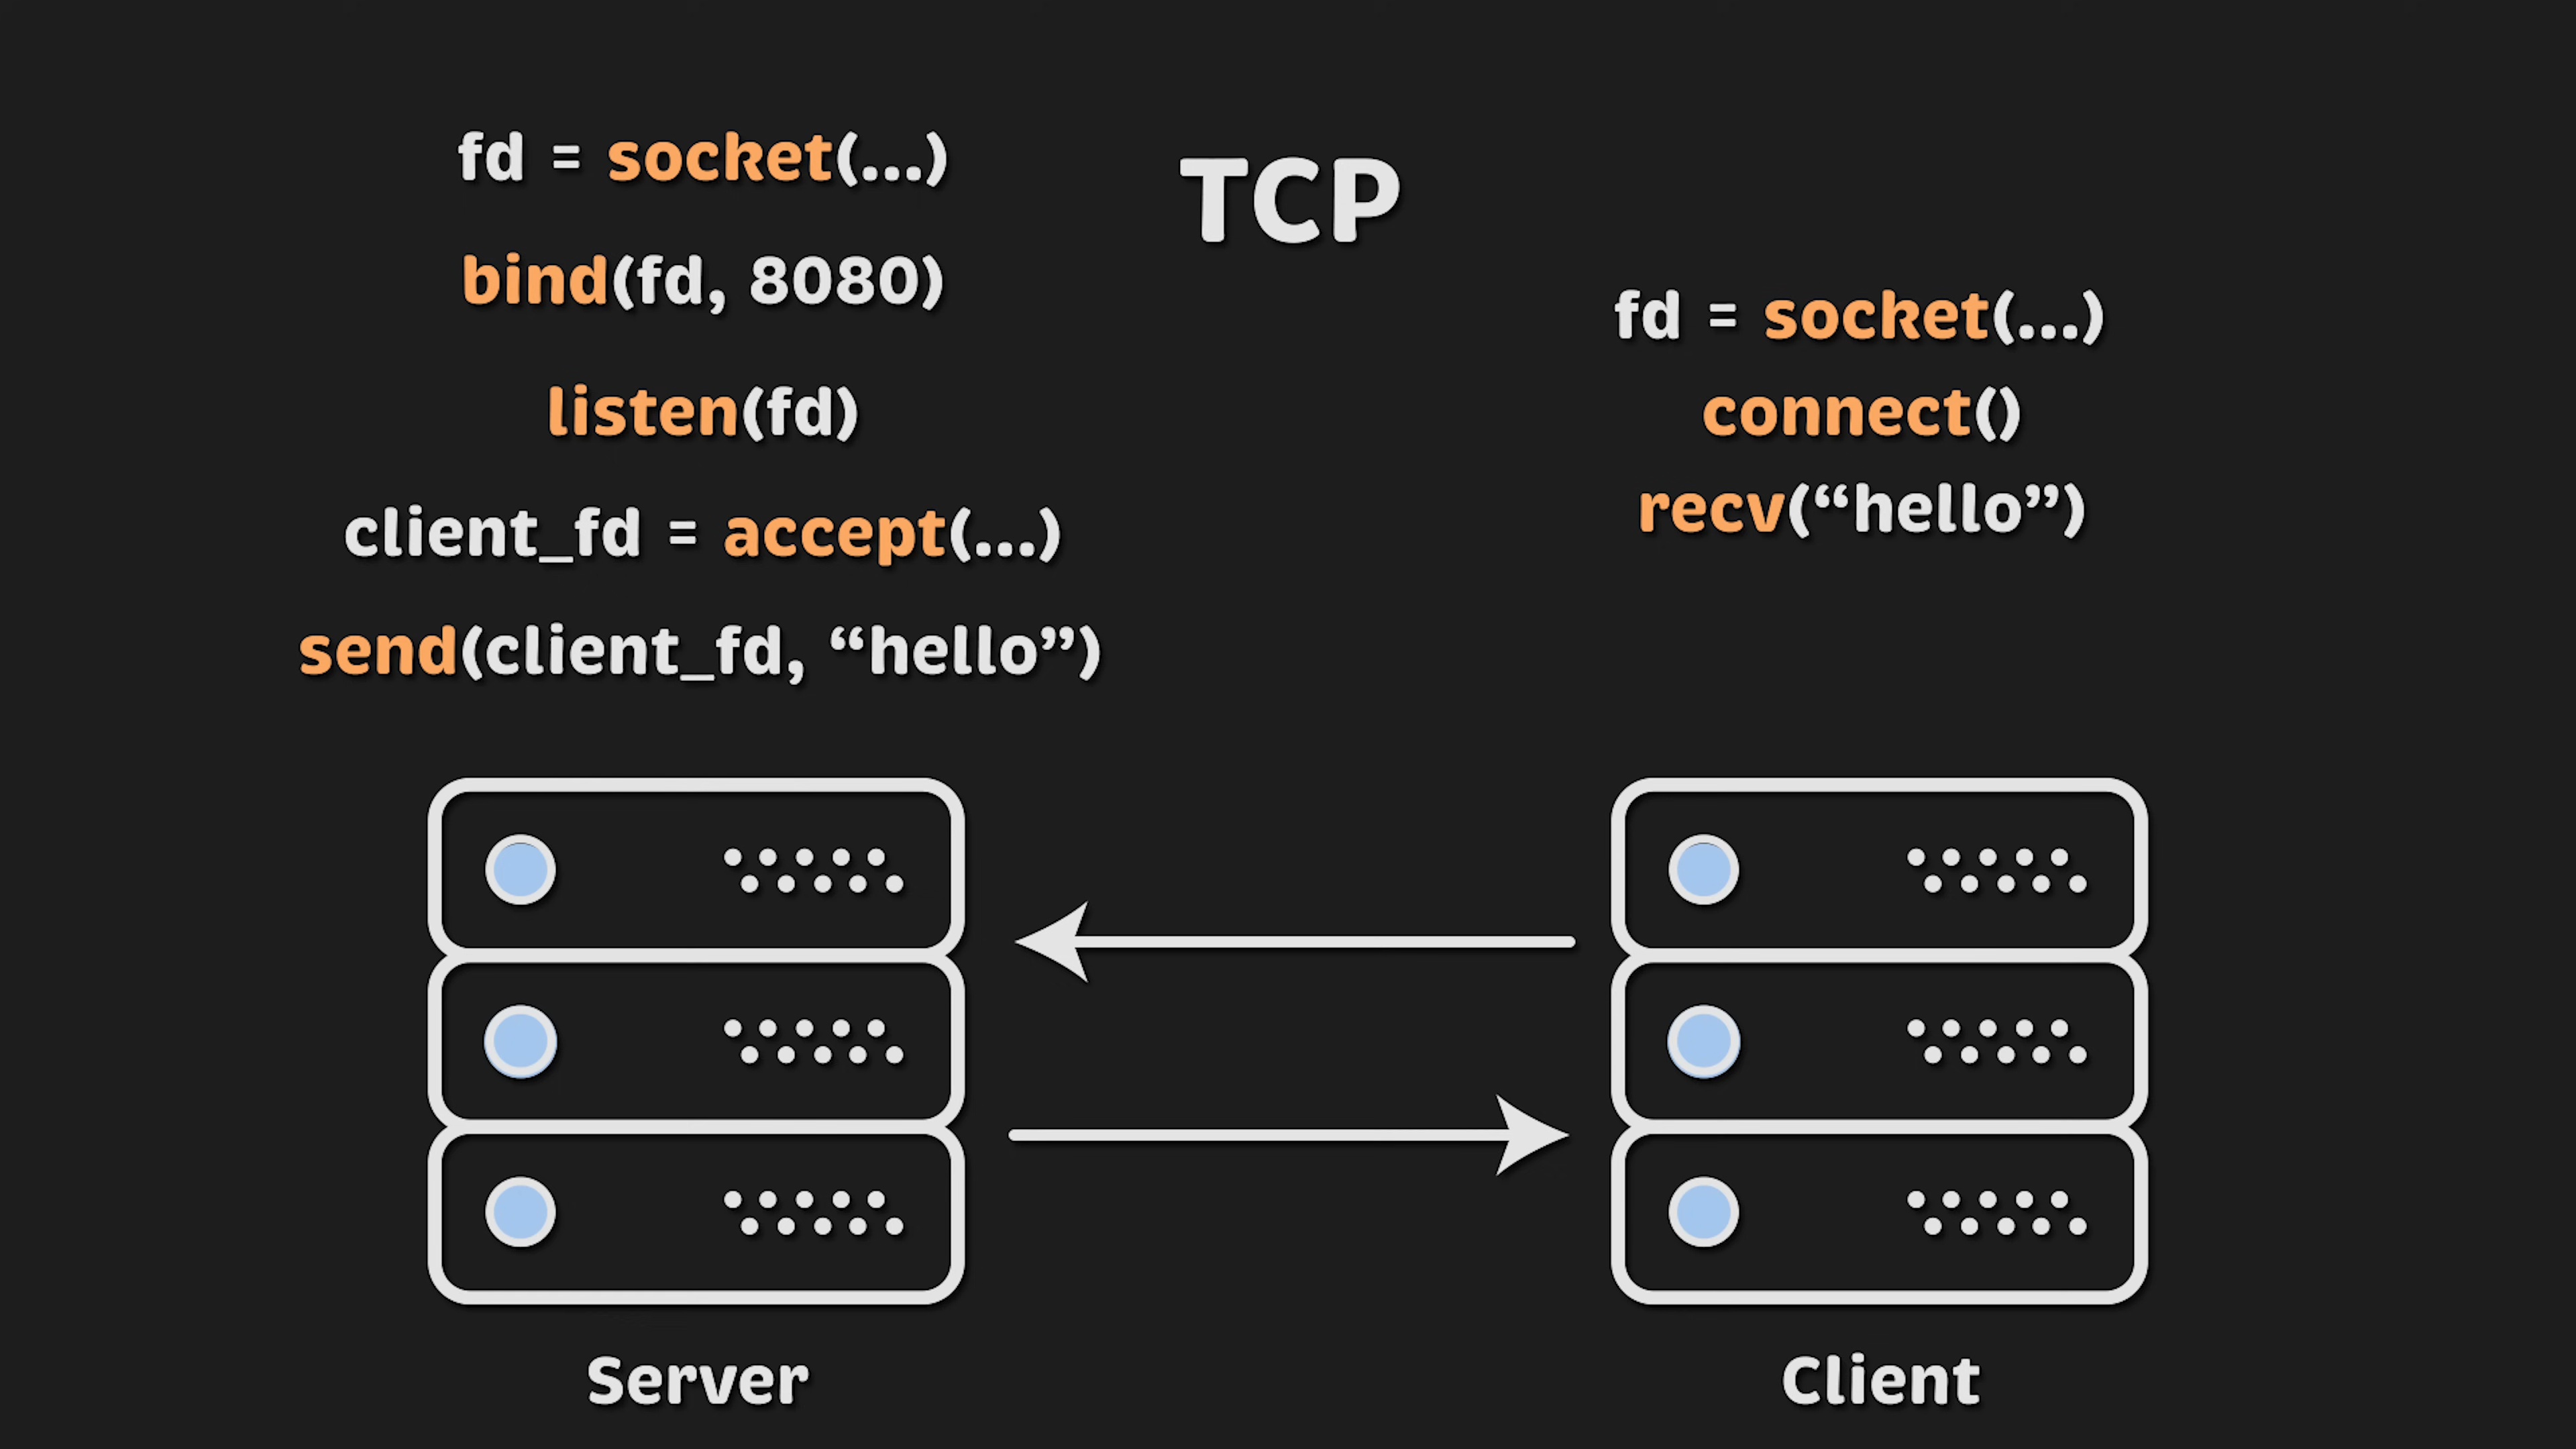 TCP
fd = socket(...)
bind(fd, 8080)
listen(fd)
client_fd = accept(...)
send(client_fd, “hello”)
fd = socket(...)
connect()
recv(“hello”)
Server
Client